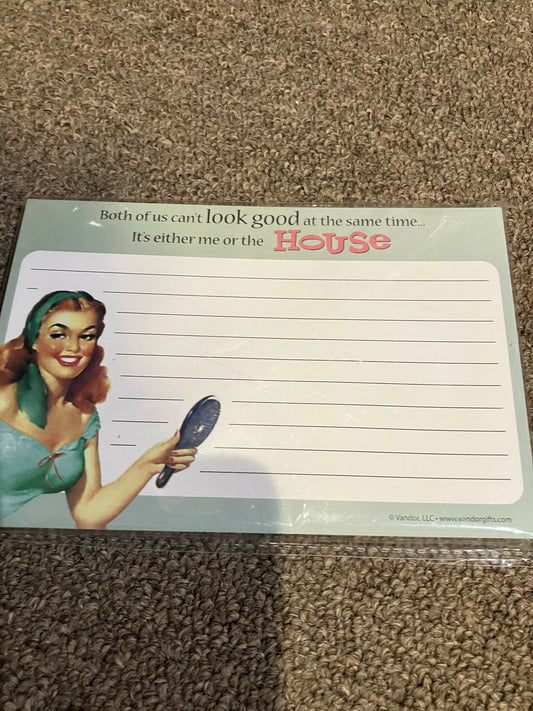 Both of us can't look good at the same time...
It's either me or the House
© Vandor, LLC • www.vandorgifts.com